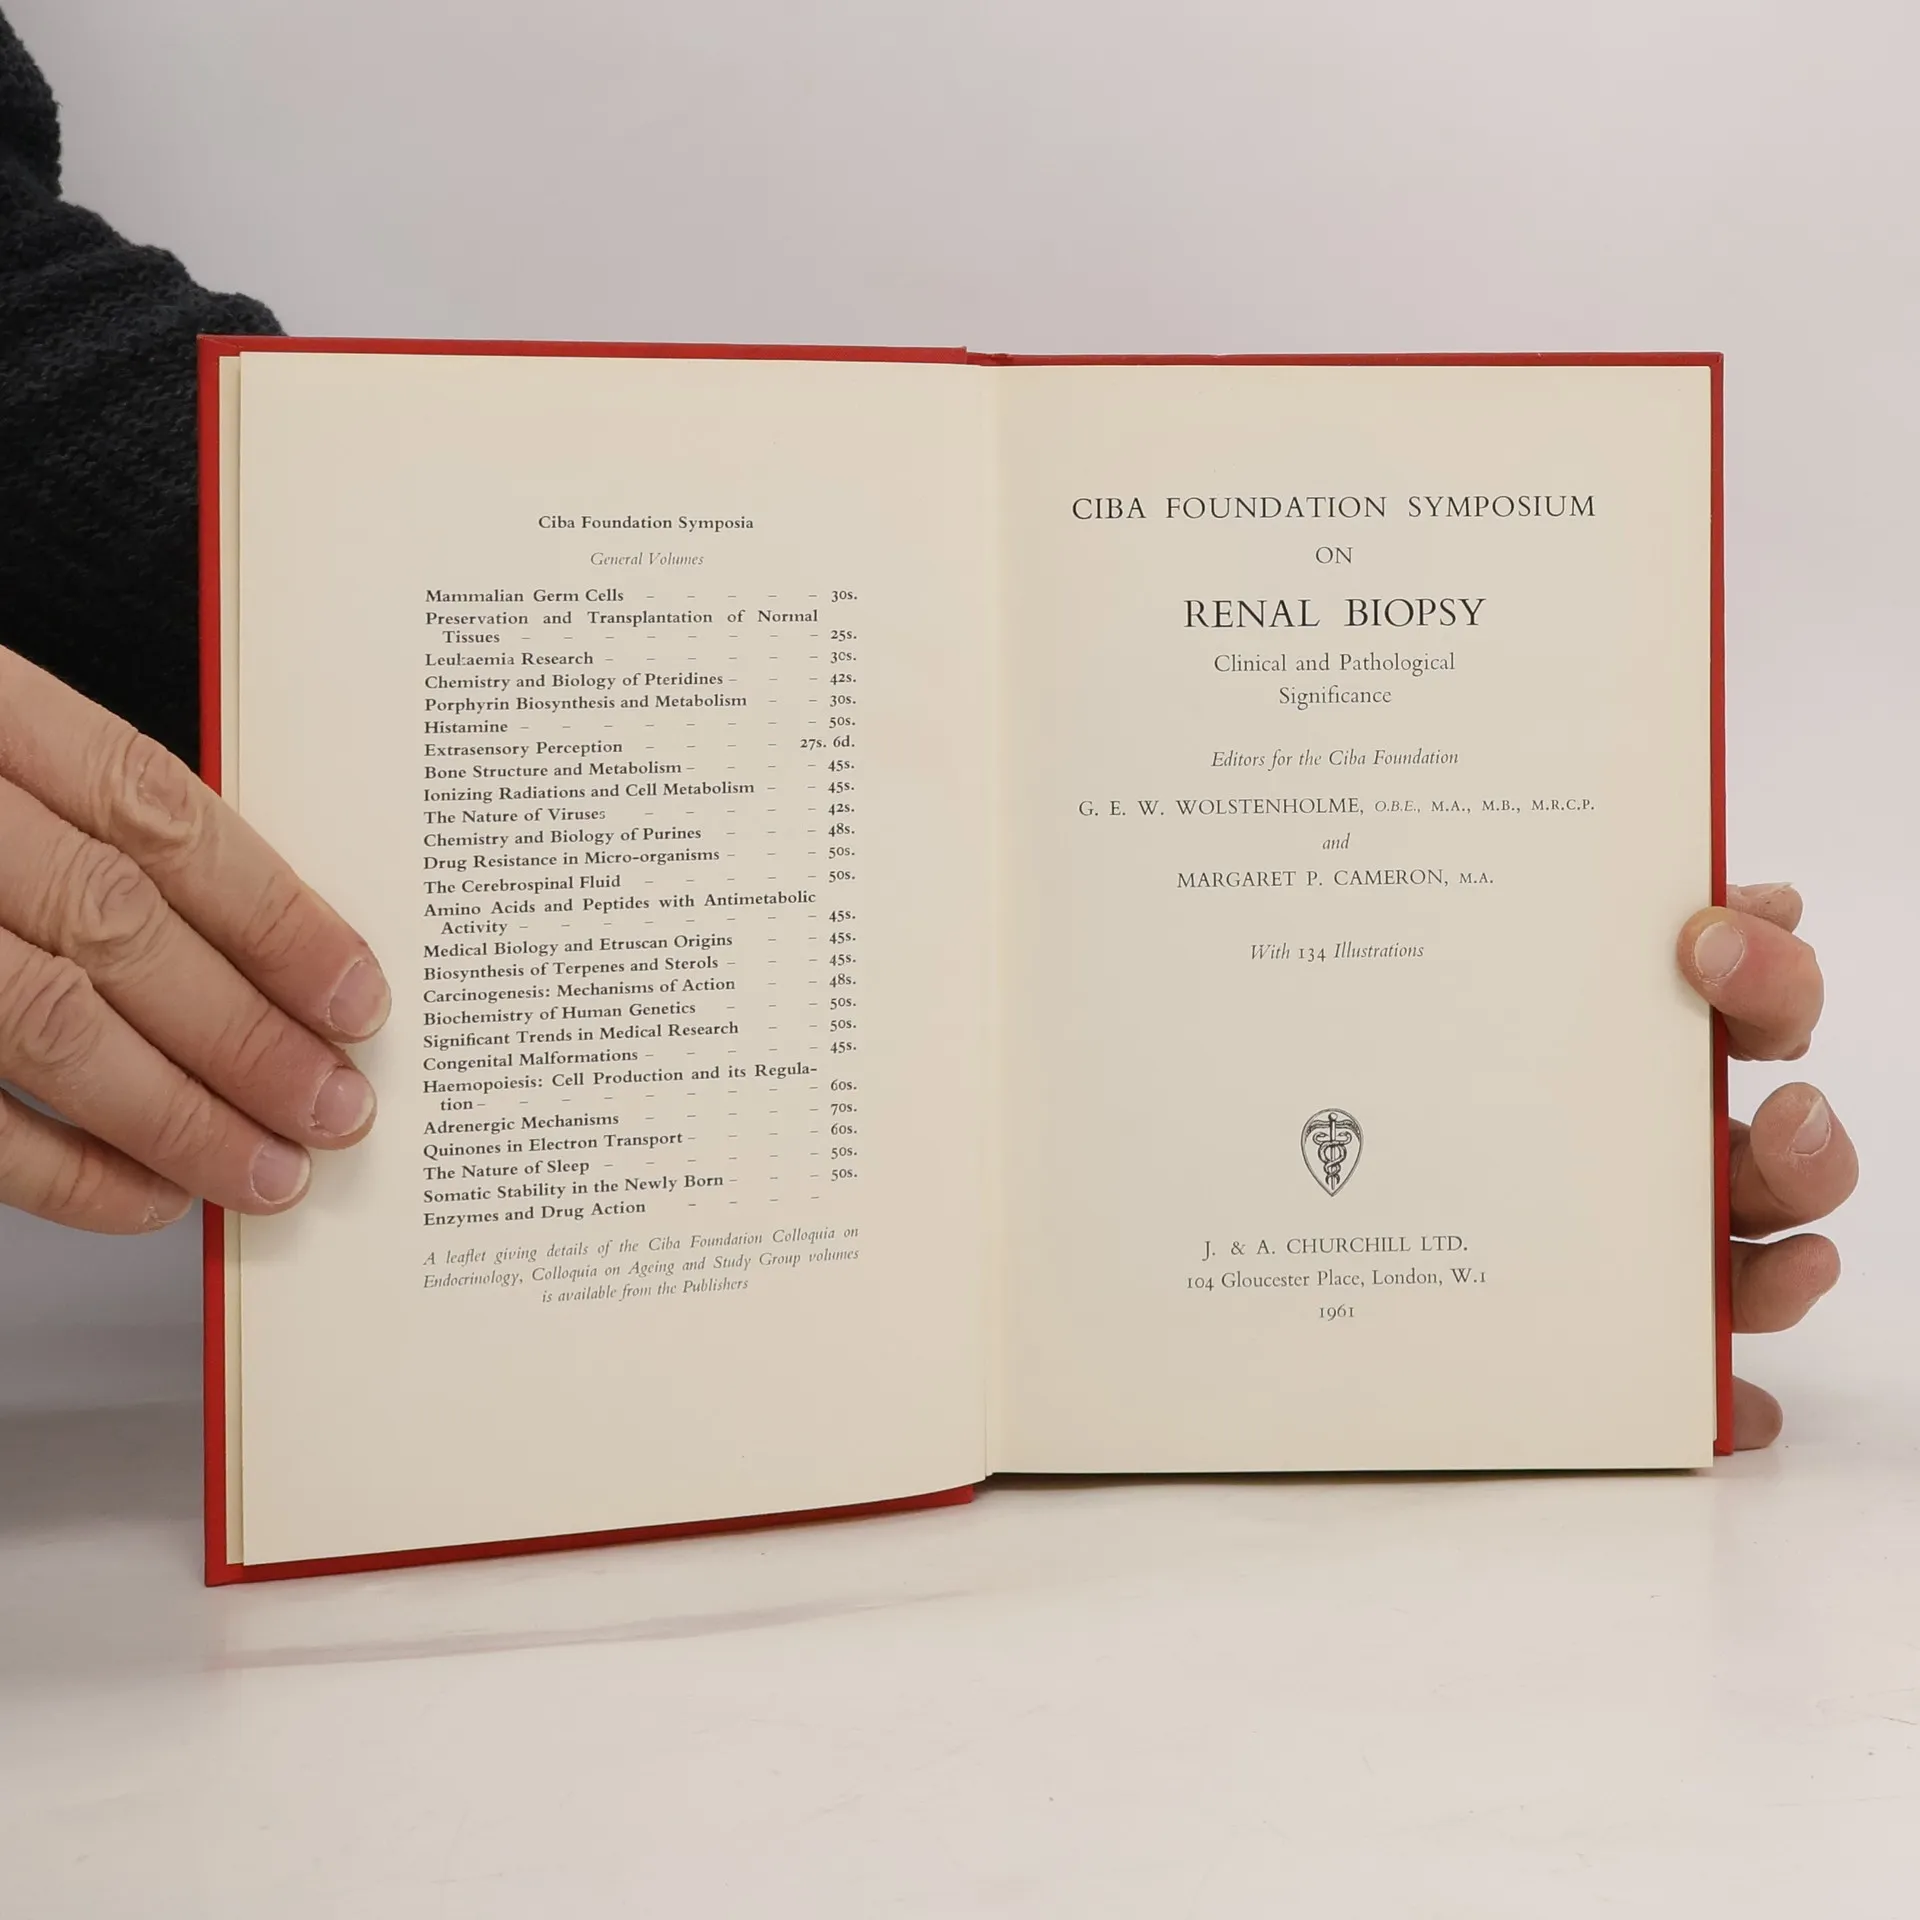 Ciba Foundation Symposia
General Volumes
Mammalian Germ Cells – – – – – 30s.
Preservation and Transplantation of Normal
Tissues – – – – – – – – 25s.
Leukaemia Research – – – – – – 30s.
Chemistry and Biology of Pteridines – – – 42s.
Porphyrin Biosynthesis and Metabolism – – 30s.
Histamine – – – – – – – – 50s.
Extrasensory Perception – – – – 27s. 6d.
Bone Structure and Metabolism – – – – 45s.
Ionizing Radiations and Cell Metabolism – – 45s.
The Nature of Viruses – – – – – 42s.
Chemistry and Biology of Purines – – – 48s.
Drug Resistance in Micro-organisms – – – 50s.
The Cerebrospinal Fluid – – – – – 50s.
Amino Acids and Peptides with Antimetabolic
Activity – – – – – – – – 45s.
Medical Biology and Etruscan Origins – – 45s.
Biosynthesis of Terpenes and Sterols – – – 45s.
Carcinogenesis: Mechanisms of Action – – 48s.
Biochemistry of Human Genetics – – – 50s.
Significant Trends in Medical Research – – 50s.
Congenital Malformations – – – – – 45s.
Haemopoiesis: Cell Production and its Regula-
tion – – – – – – – – – 60s.
Adrenergic Mechanisms – – – – – 70s.
Quinones in Electron Transport – – – – 60s.
The Nature of Sleep – – – – – – 50s.
Somatic Stability in the Newly Born – – – 50s.
Enzymes and Drug Action – – – –
A leaflet giving details of the Ciba Foundation Colloquia on
Endocrinology, Colloquia on Ageing and Study Group volumes
is available from the Publishers
CIBA FOUNDATION SYMPOSIUM
ON
RENAL BIOPSY
Clinical and Pathological
Significance
Editors for the Ciba Foundation
G. E. W. WOLSTENHOLME, O.B.E., M.A., M.B., M.R.C.P.
and
MARGARET P. CAMERON, M.A.
With 134 Illustrations
J. & A. CHURCHILL LTD.
104 Gloucester Place, London, W.1
1961